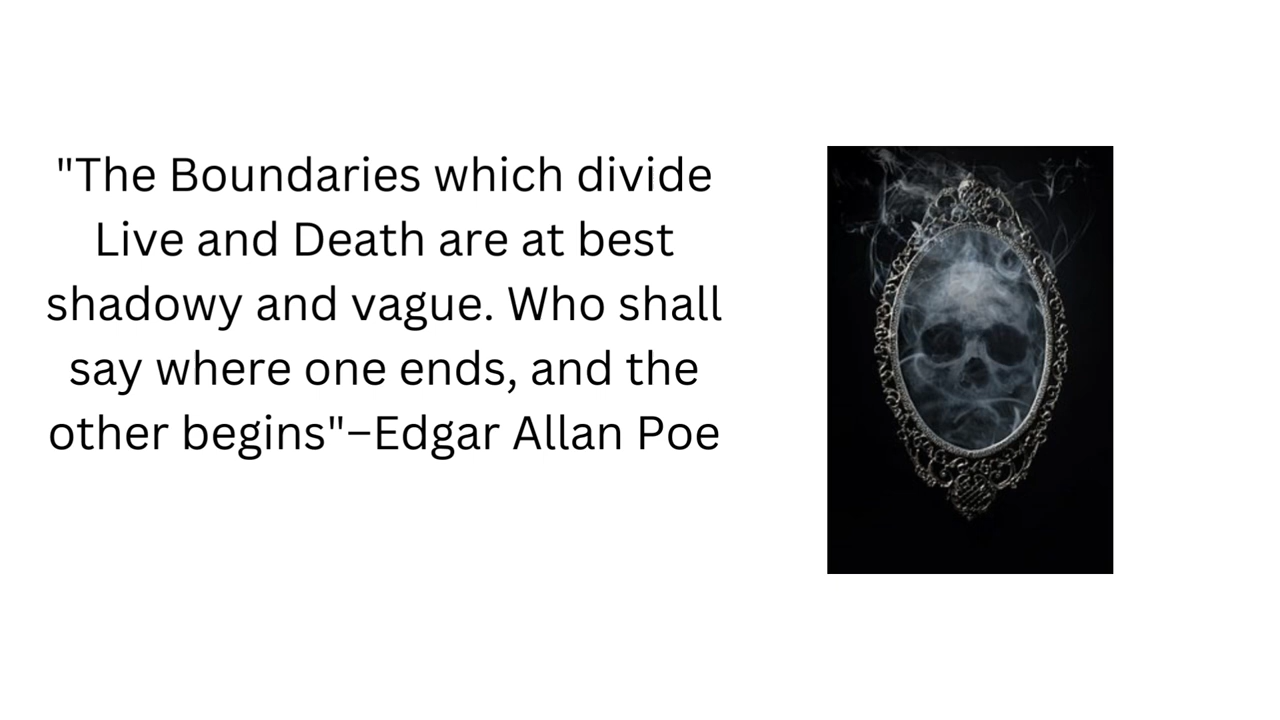 "The Boundaries which divide
Live and Death are at best
shadowy and vague. Who shall
say where one ends, and the
other begins"–Edgar Allan Poe